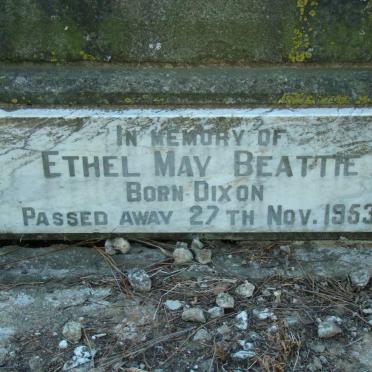 IN MEMORY OF
ETHEL MAY BEATTIE
BORN DIXON
PASSED AWAY 27TH NOV. 1953